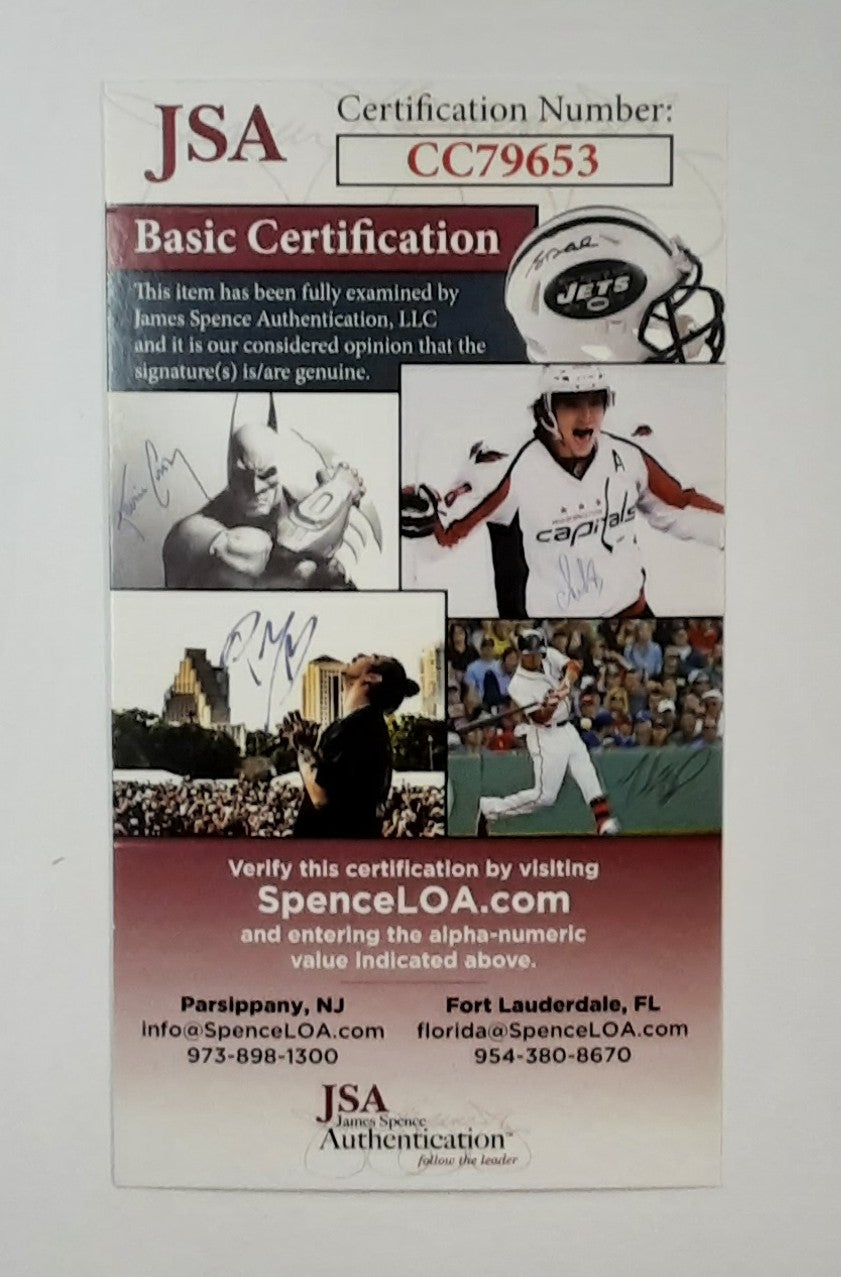 JSA
Certification Number:
CC79653
Basic Certification
This item has been fully examined by
James Spence Authentication, LLC
and it is our considered opinion that the
signature(s) is/are genuine.
JETS
A
capitals
Verify this certification by visiting
SpenceLOA.com
and entering the alpha-numeric
value indicated above.
Parsippany, NJ
info@SpenceLOA.com
973-898-1300
Fort Lauderdale, FL
florida@SpenceLOA.com
954-380-8670
JSA
James Spence
Authentication™
follow the leader